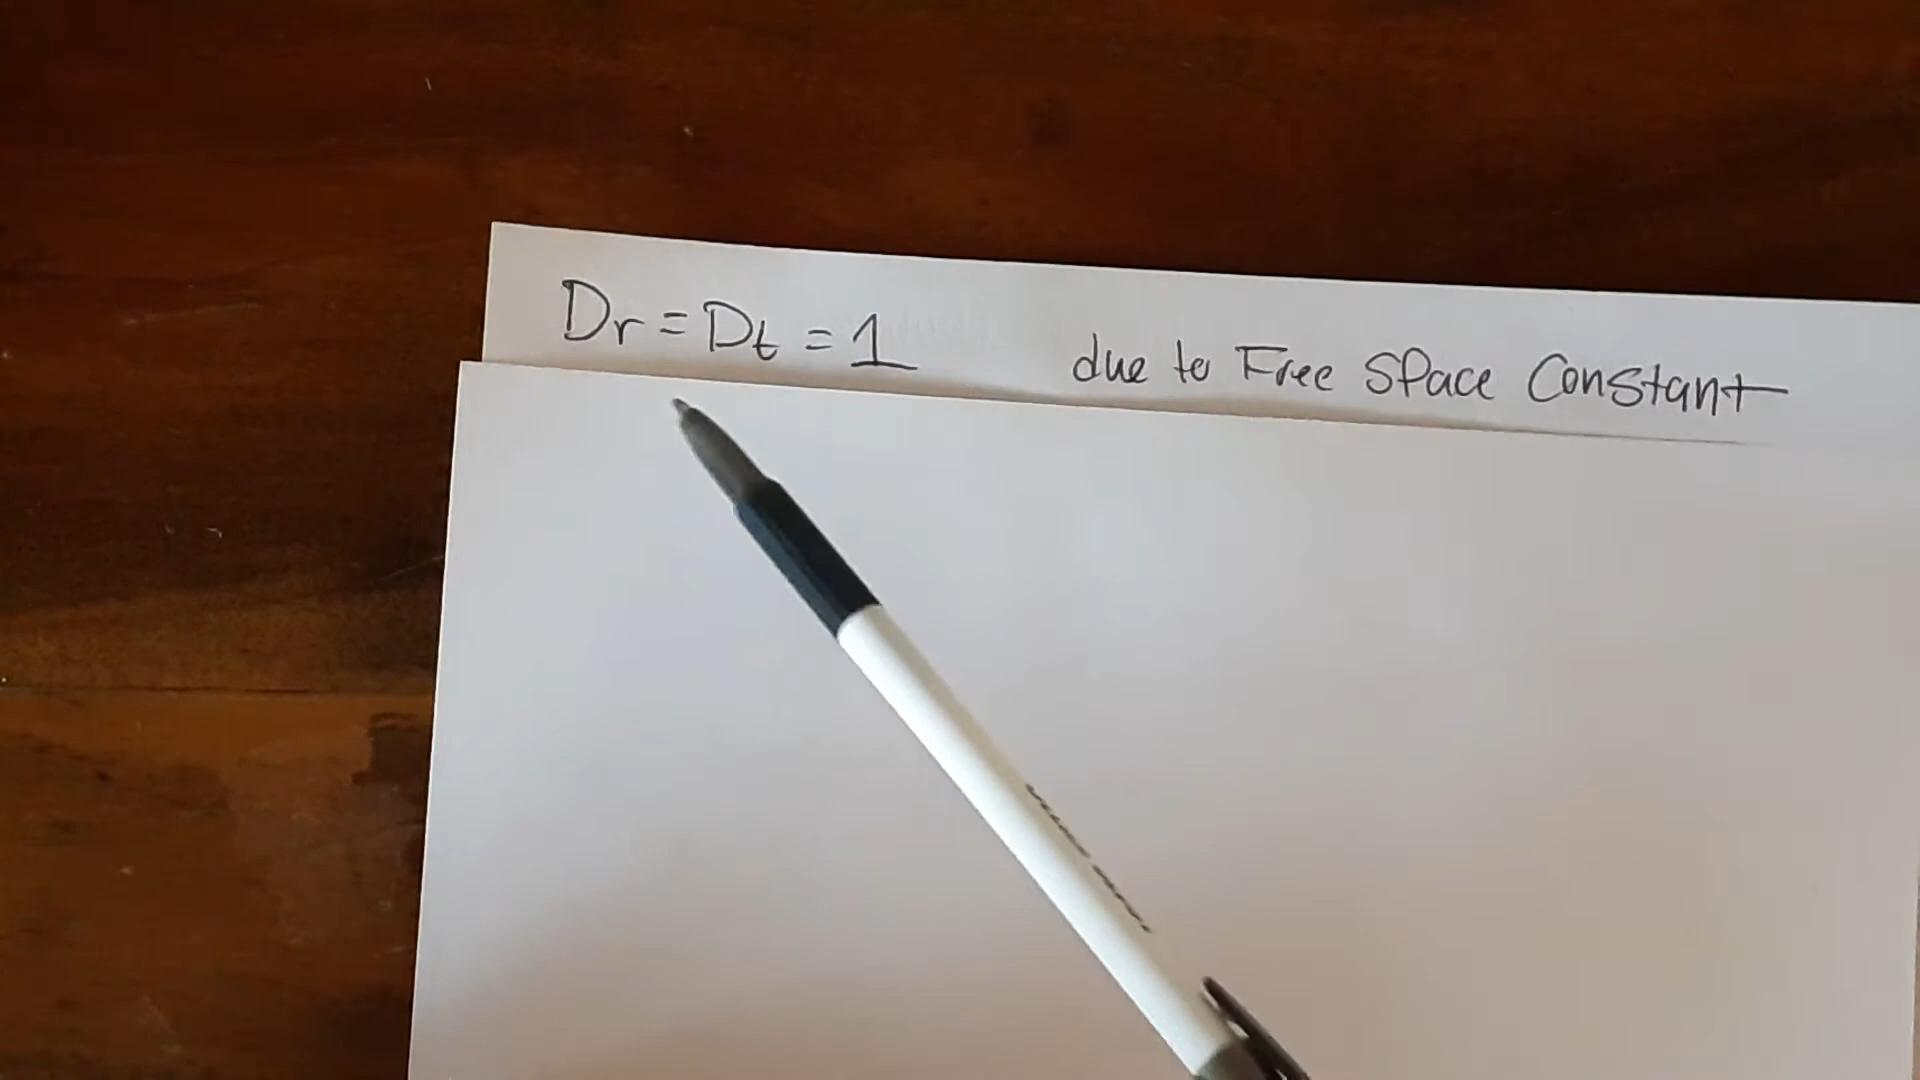 Dr = Dt = 1 due to Free Space Constant